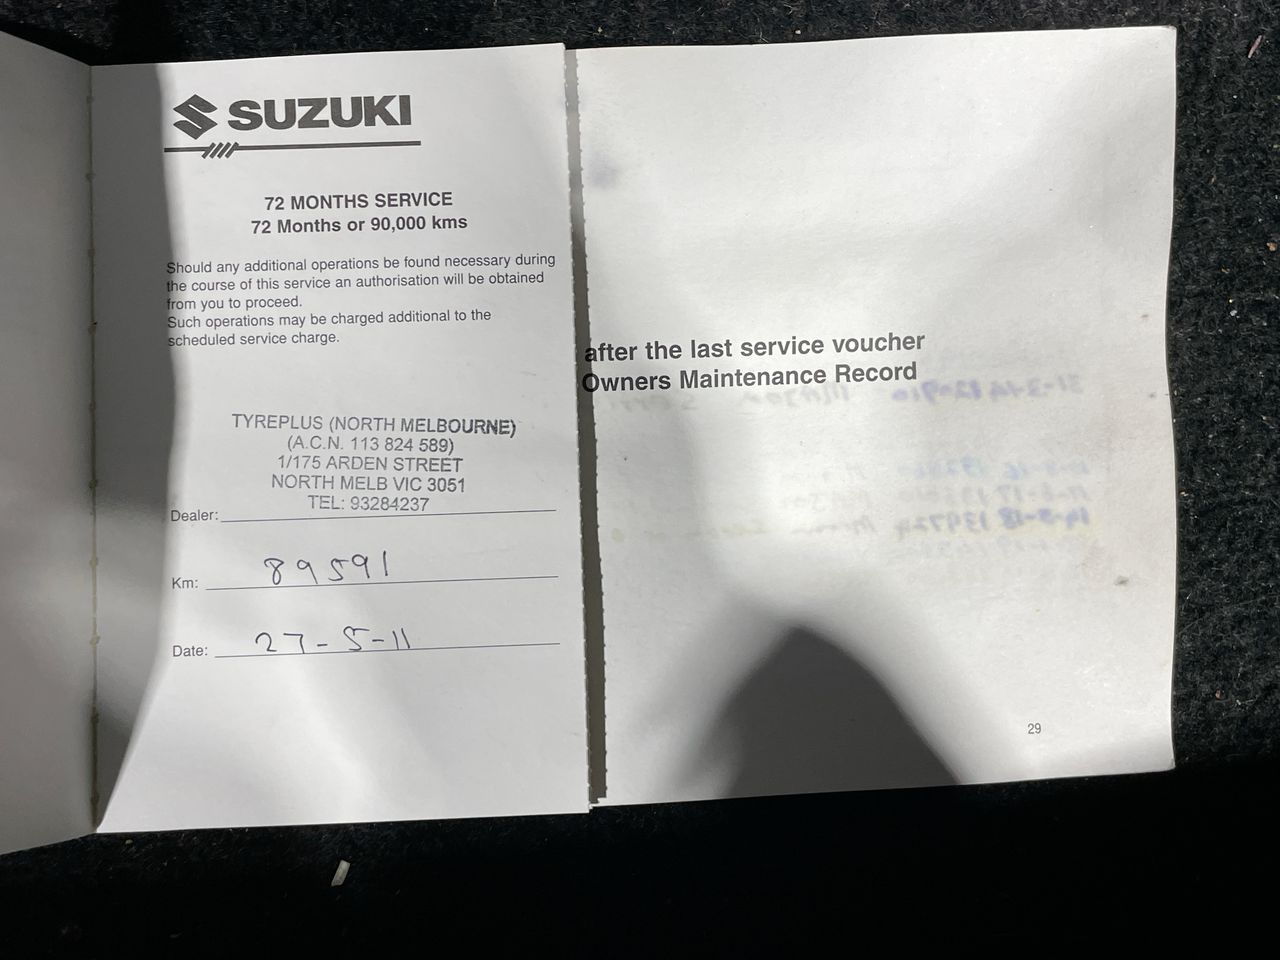 SUZUKI
72 MONTHS SERVICE
72 Months or 90,000 kms
Should any additional operations be found necessary during
the course of this service an authorisation will be obtained
from you to proceed.
Such operations may be charged additional to the
scheduled service charge.
TYREPLUS (NORTH MELBOURNE)
(A.C.N. 113 824 589)
1/175 ARDEN STREET
NORTH MELB VIC 3051
TEL: 93284237
Dealer:
Km: 89591
Date: 27-5-11
after the last service voucher
Owners Maintenance Record
29